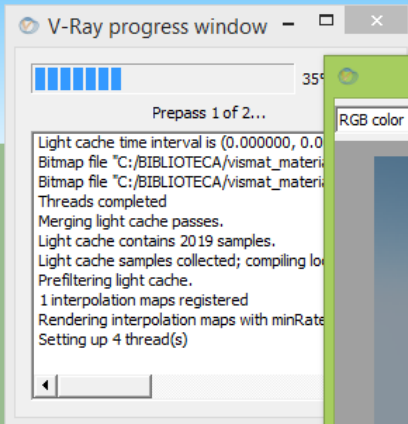 V-Ray progress window
35
Prepass 1 of 2...
RGB color
Light cache time interval is (0.000000, 0.0
Bitmap file "C:/BIBLIOTECA/vismat_materia
Bitmap file "C:/BIBLIOTECA/vismat_materia
Threads completed
Merging light cache passes.
Light cache contains 2019 samples.
Light cache samples collected; compiling
Prefiltering light cache.
1 interpolation maps registered
Rendering interpolation maps with minRate
Setting up 4 thread(s)